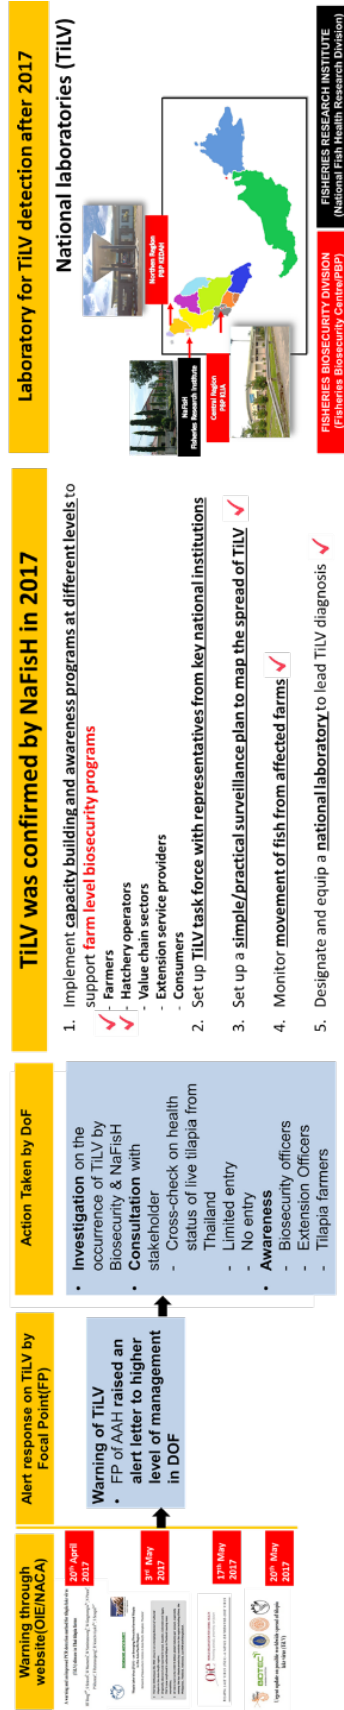 Warning through
website(OIE/NACA)
20th April
2017
3rd May
2017
17th May
2017
20th May
2017
Alert response on TiLV by
Focal Point(FP)
Warning of TiLV
• FP of AAH raised an
alert letter to higher
level of management
in DOF
Action Taken by DoF
• Investigation on the
occurrence of TiLV by
Biosecurity & NaFisH
• Consultation with
stakeholder
- Cross-check on health
status of live tilapia from
Thailand
- Limited entry
- No entry
• Awareness
- Biosecurity officers
- Extension Officers
- Tilapia farmers
TiLV was confirmed by NaFisH in 2017
1. Implement capacity building and awareness programs at different levels to
support farm level biosecurity programs
- Farmers
- Hatchery operators
- Value chain sectors
- Extension service providers
- Consumers
2. Set up TiLV task force with representatives from key national institutions
3. Set up a simple/practical surveillance plan to map the spread of TiLV
4. Monitor movement of fish from affected farms
5. Designate and equip a national laboratory to lead TiLV diagnosis
Laboratory for TiLV detection after 2017
National laboratories (TiLV)
Northern Region
PBP KEDAH
NaFisH
Fisheries Research Institute
Central Region
PBP KLIA
FISHERIES BIOSECURITY DIVISION
(Fisheries Biosecurity Centre/PBP)
FISHERIES RESEARCH INSTITUTE
(National Fish Health Research Division)